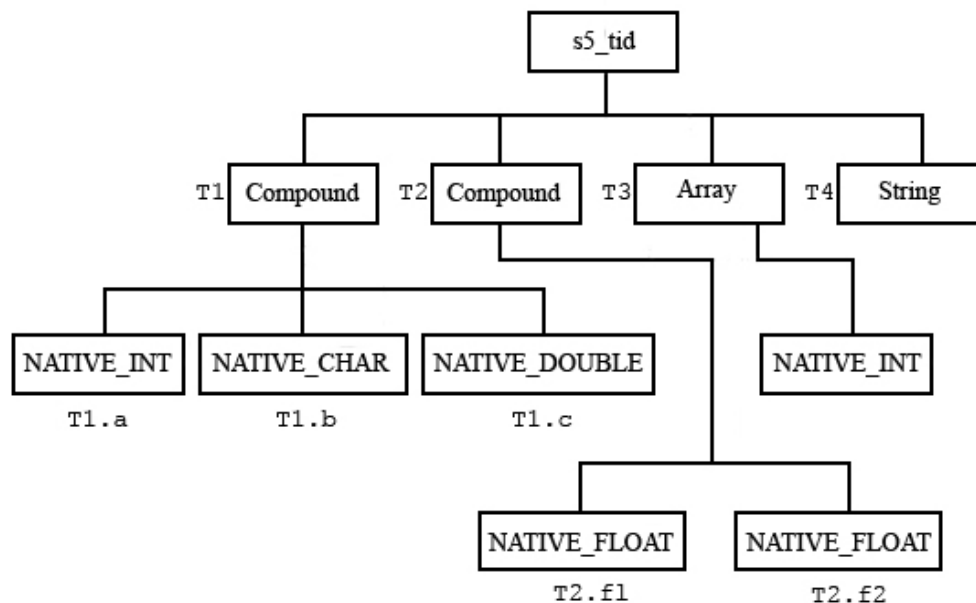 s5_tid
T1 Compound T2 Compound T3 Array T4 String
NATIVE_INT NATIVE_CHAR NATIVE_DOUBLE NATIVE_INT
T1.a T1.b T1.c
NATIVE_FLOAT NATIVE_FLOAT
T2.f1 T2.f2